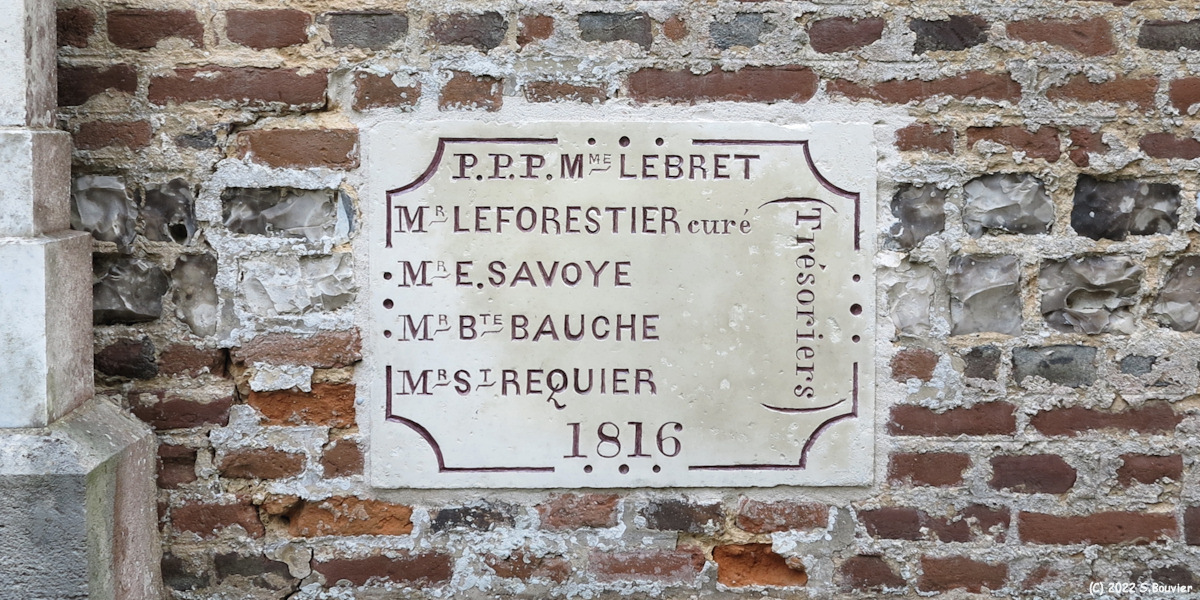 P.P.P. Mme LEBRET
Mr LEFORESTIER curé
Mr E. SAVOYE
Mr Bte BAUCHE
Mr St REQUIER
Trésoriers
1816
(C) 2022 S.Bouvier